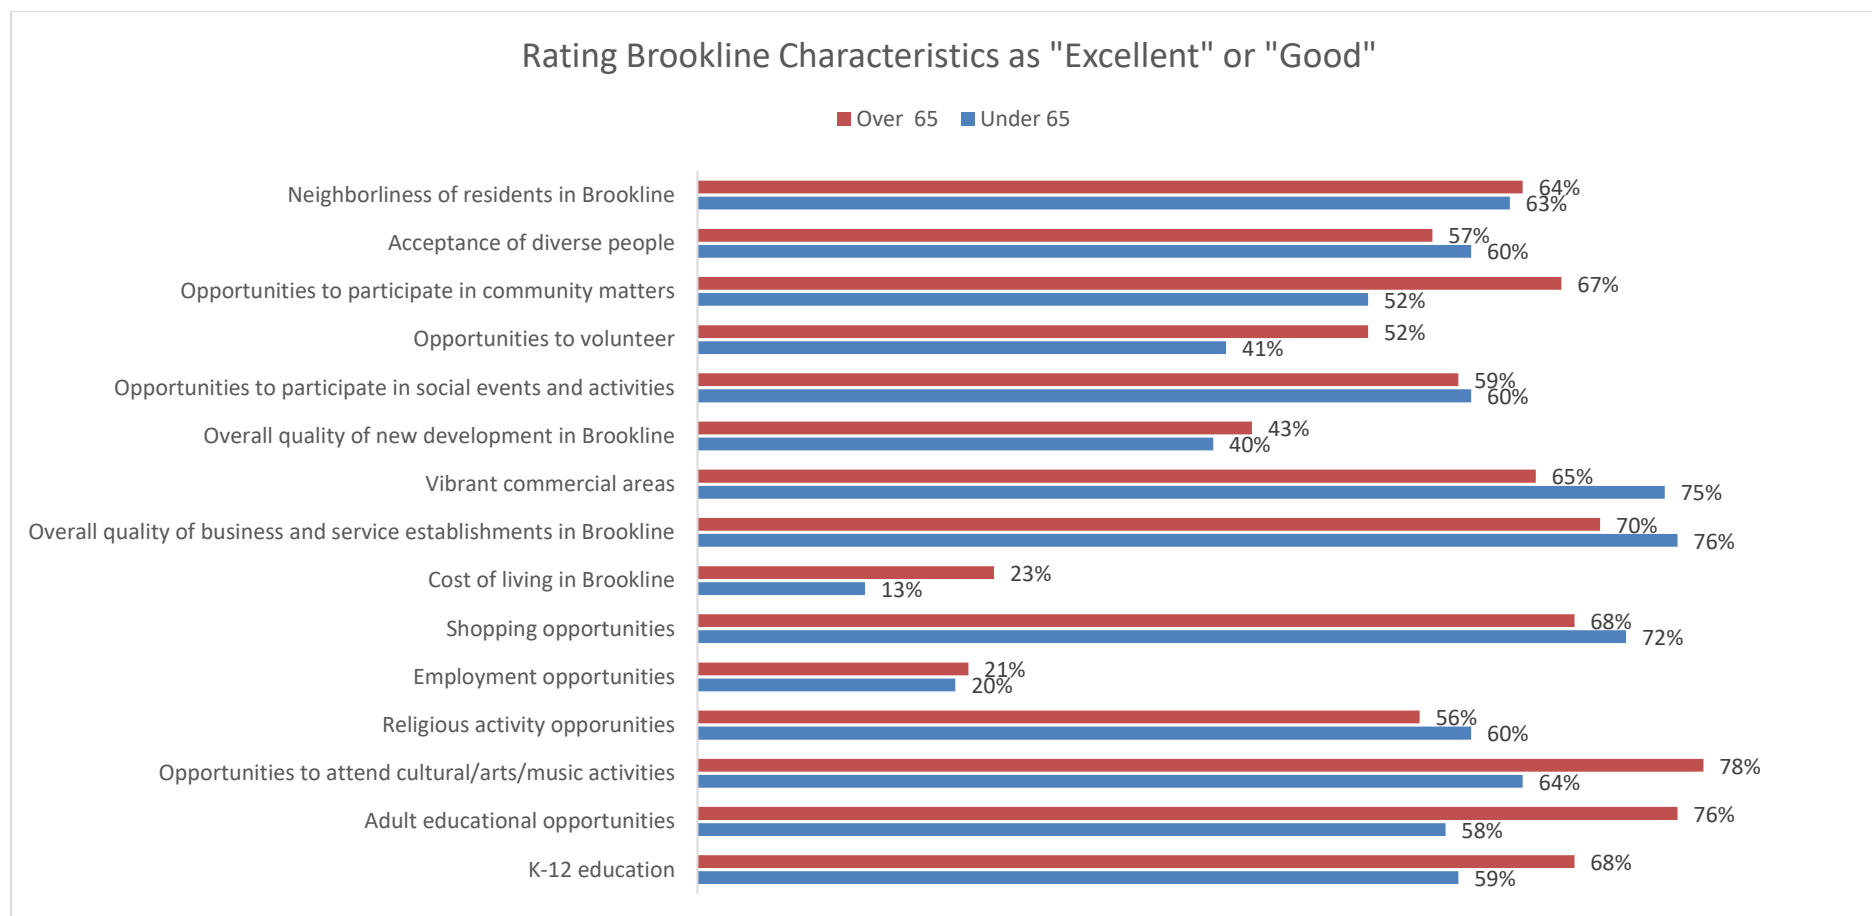 Rating Brookline Characteristics as "Excellent" or "Good"
Over  65  Under 65
Neighborliness of residents in Brookline
64%
63%
Acceptance of diverse people
57%
60%
Opportunities to participate in community matters
67%
52%
Opportunities to volunteer
52%
41%
Opportunities to participate in social events and activities
59%
60%
Overall quality of new development in Brookline
43%
40%
Vibrant commercial areas
65%
75%
Overall quality of business and service establishments in Brookline
70%
76%
Cost of living in Brookline
23%
13%
Shopping opportunities
68%
72%
Employment opportunities
21%
20%
Religious activity opporunities
56%
60%
Opportunities to attend cultural/arts/music activities
78%
64%
Adult educational opportunities
76%
58%
K-12 education
68%
59%